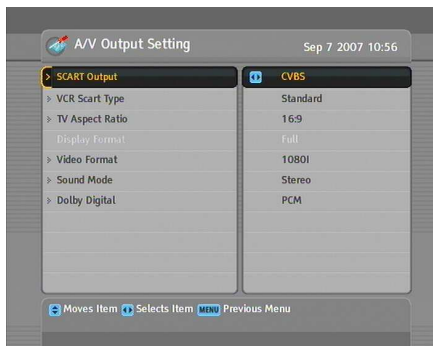 A/V Output Setting
Sep 7 2007 10:56
SCART Output CVBS
VCR Scart Type Standard
TV Aspect Ratio 16:9
Display Format Full
Video Format 1080I
Sound Mode Stereo
Dolby Digital PCM
Moves Item Selects Item MENU Previous Menu